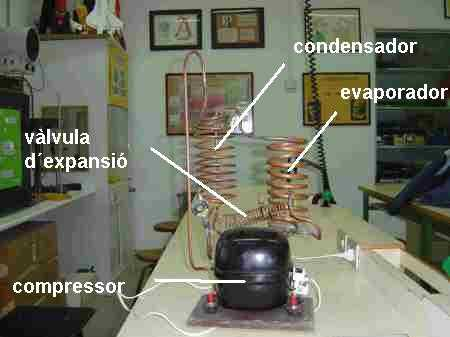 condensador
evaporador
vàlvula
d´expansió
compressor